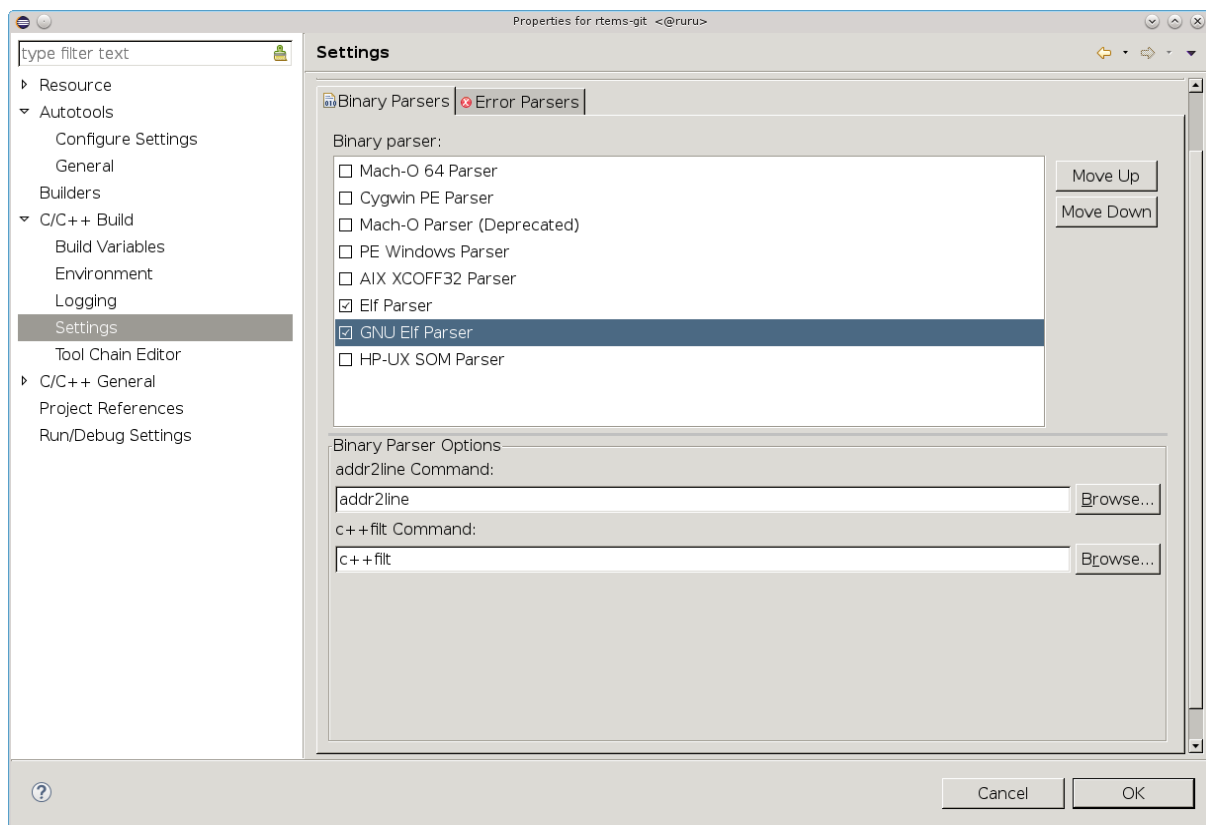 Properties for rtems-git <@ruru>
type filter text
Resource
Autotools
Configure Settings
General
Builders
C/C++ Build
Build Variables
Environment
Logging
Settings
Tool Chain Editor
C/C++ General
Project References
Run/Debug Settings
Settings
Binary Parsers
Error Parsers
Binary parser:
Mach-O 64 Parser
Cygwin PE Parser
Mach-O Parser (Deprecated)
PE Windows Parser
AIX XCOFF32 Parser
Elf Parser
GNU Elf Parser
HP-UX SOM Parser
Move Up
Move Down
Binary Parser Options
addr2line Command:
addr2line
Browse...
c++filt Command:
c++filt
Browse...
Cancel
OK